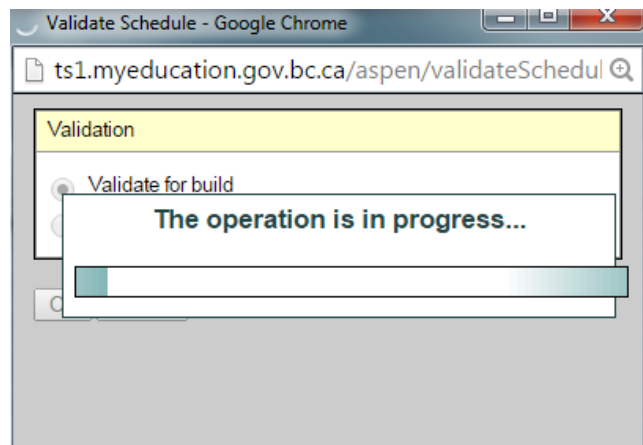 Validate Schedule - Google Chrome
ts1.myeducation.gov.bc.ca/aspen/validateSchedul
Validation
Validate for build
The operation is in progress...